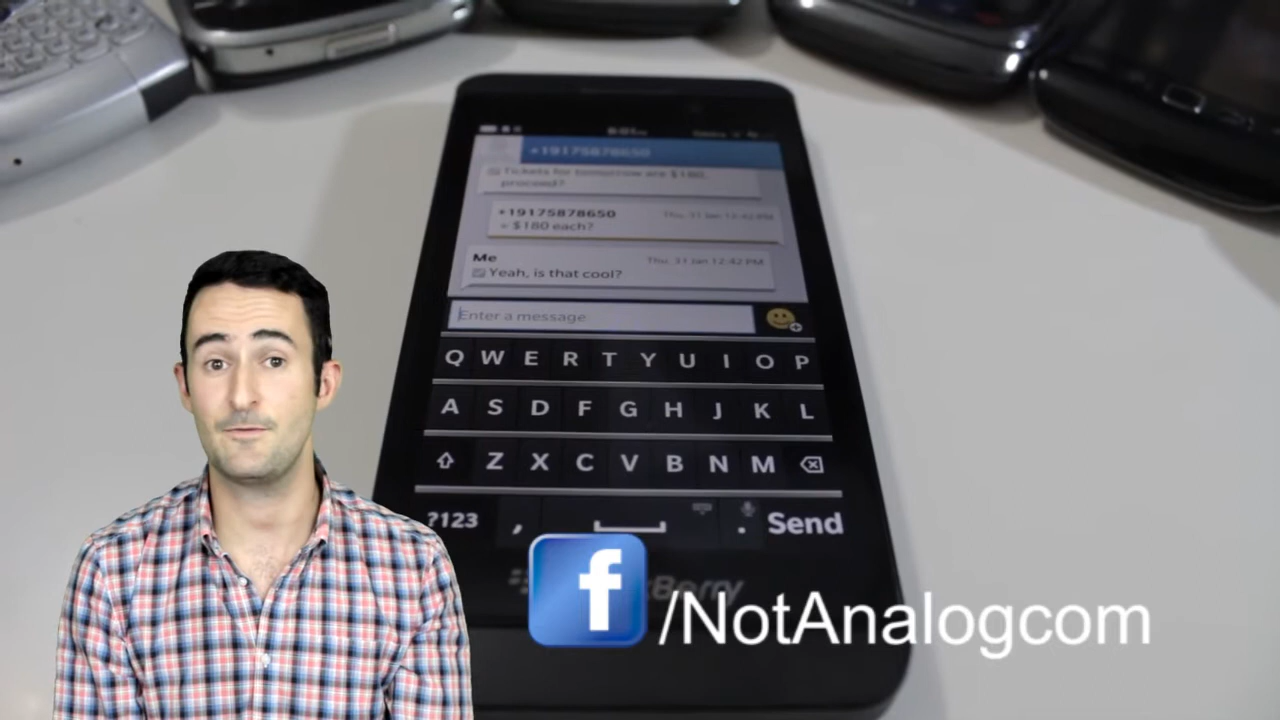 +19175878650
Tickets for tomorrow are $180,
proceed?
+19175878650 Thu, 31 Jan 12:42 PM
+ $180 each?
Me Thu, 31 Jan 12:42 PM
Yeah, is that cool?
Enter a message
Q W E R T Y U I O P
A S D F G H J K L
Z X C V B N M
?123 , . Send
f /NotAnalogcom